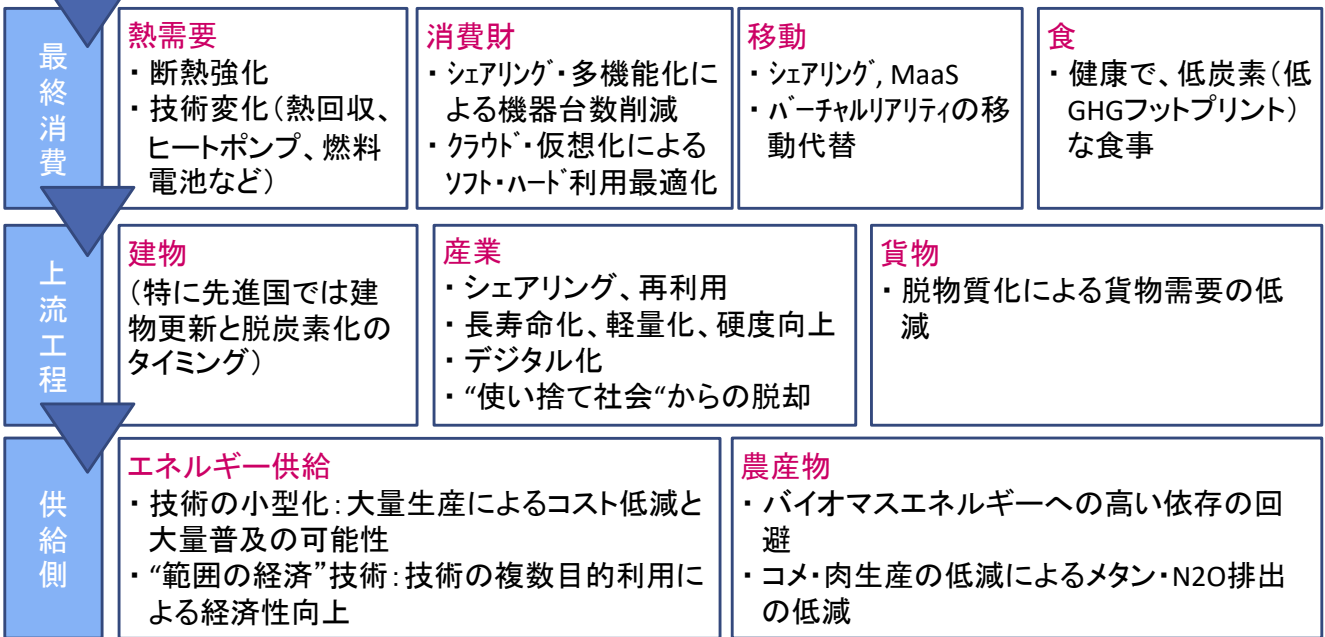 最終消費
熱需要
・断熱強化
・技術変化(熱回収、
ヒートポンプ、燃料
電池など)
消費財
・ｼｪｱﾘﾝｸﾞ・多機能化に
よる機器台数削減
・ｸﾗｳﾄﾞ・仮想化による
ｿﾌﾄ・ﾊｰﾄﾞ利用最適化
移動
・ｼｪｱﾘﾝｸﾞ, MaaS
・ﾊﾞｰﾁｬﾙﾘｱﾘﾃｨの移
動代替
食
・健康で、低炭素(低
GHGフットプリント)
な食事
上流工程
建物
(特に先進国では建
物更新と脱炭素化の
タイミング)
産業
・シェアリング、再利用
・長寿命化、軽量化、硬度向上
・デジタル化
・“使い捨て社会“からの脱却
貨物
・脱物質化による貨物需要の低
減
供給側
エネルギー供給
・技術の小型化：大量生産によるコスト低減と
大量普及の可能性
・“範囲の経済”技術：技術の複数目的利用に
よる経済性向上
農産物
・バイオマスエネルギーへの高い依存の回
避
・コメ・肉生産の低減によるメタン・N2O排出
の低減